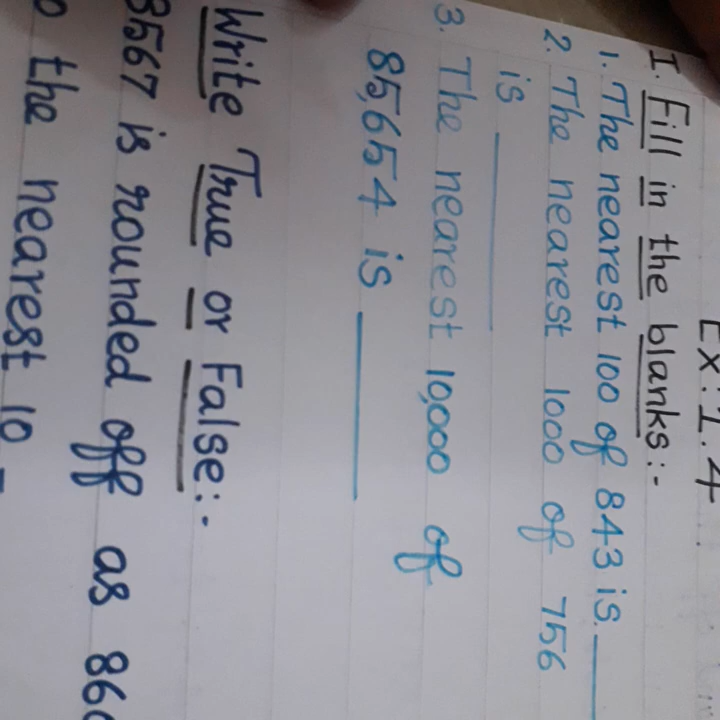 Ex: 1.4
I. Fill in the blanks:-
1. The nearest 100 of 843 is.
2. The nearest 1000 of 756
is
3. The nearest 10,000 of
85,654 is
Write True or False:-
8567 is rounded off as
the nearest 10